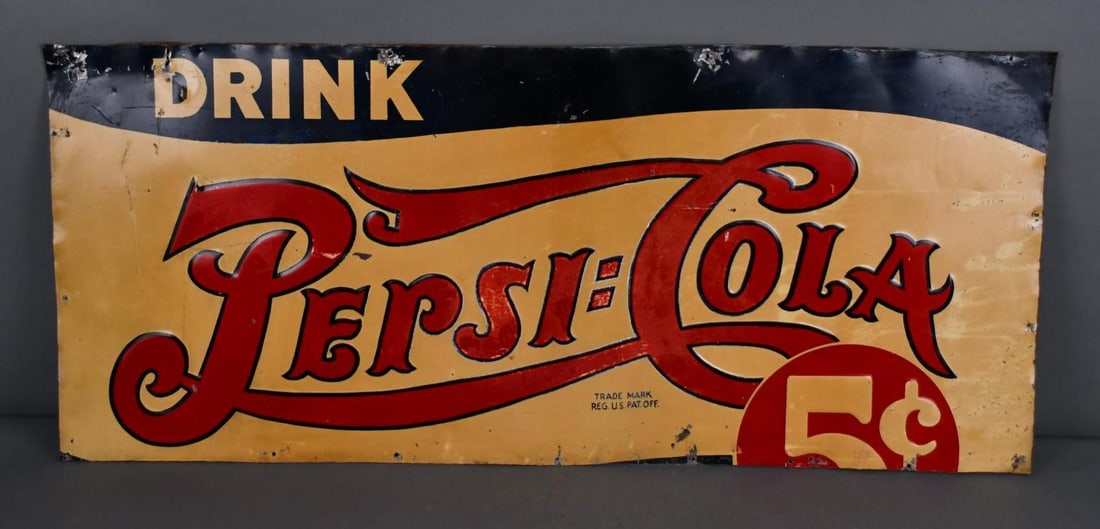 DRINK
PEPSI:COLA
TRADE MARK
REG. U.S. PAT. OFF.
5¢